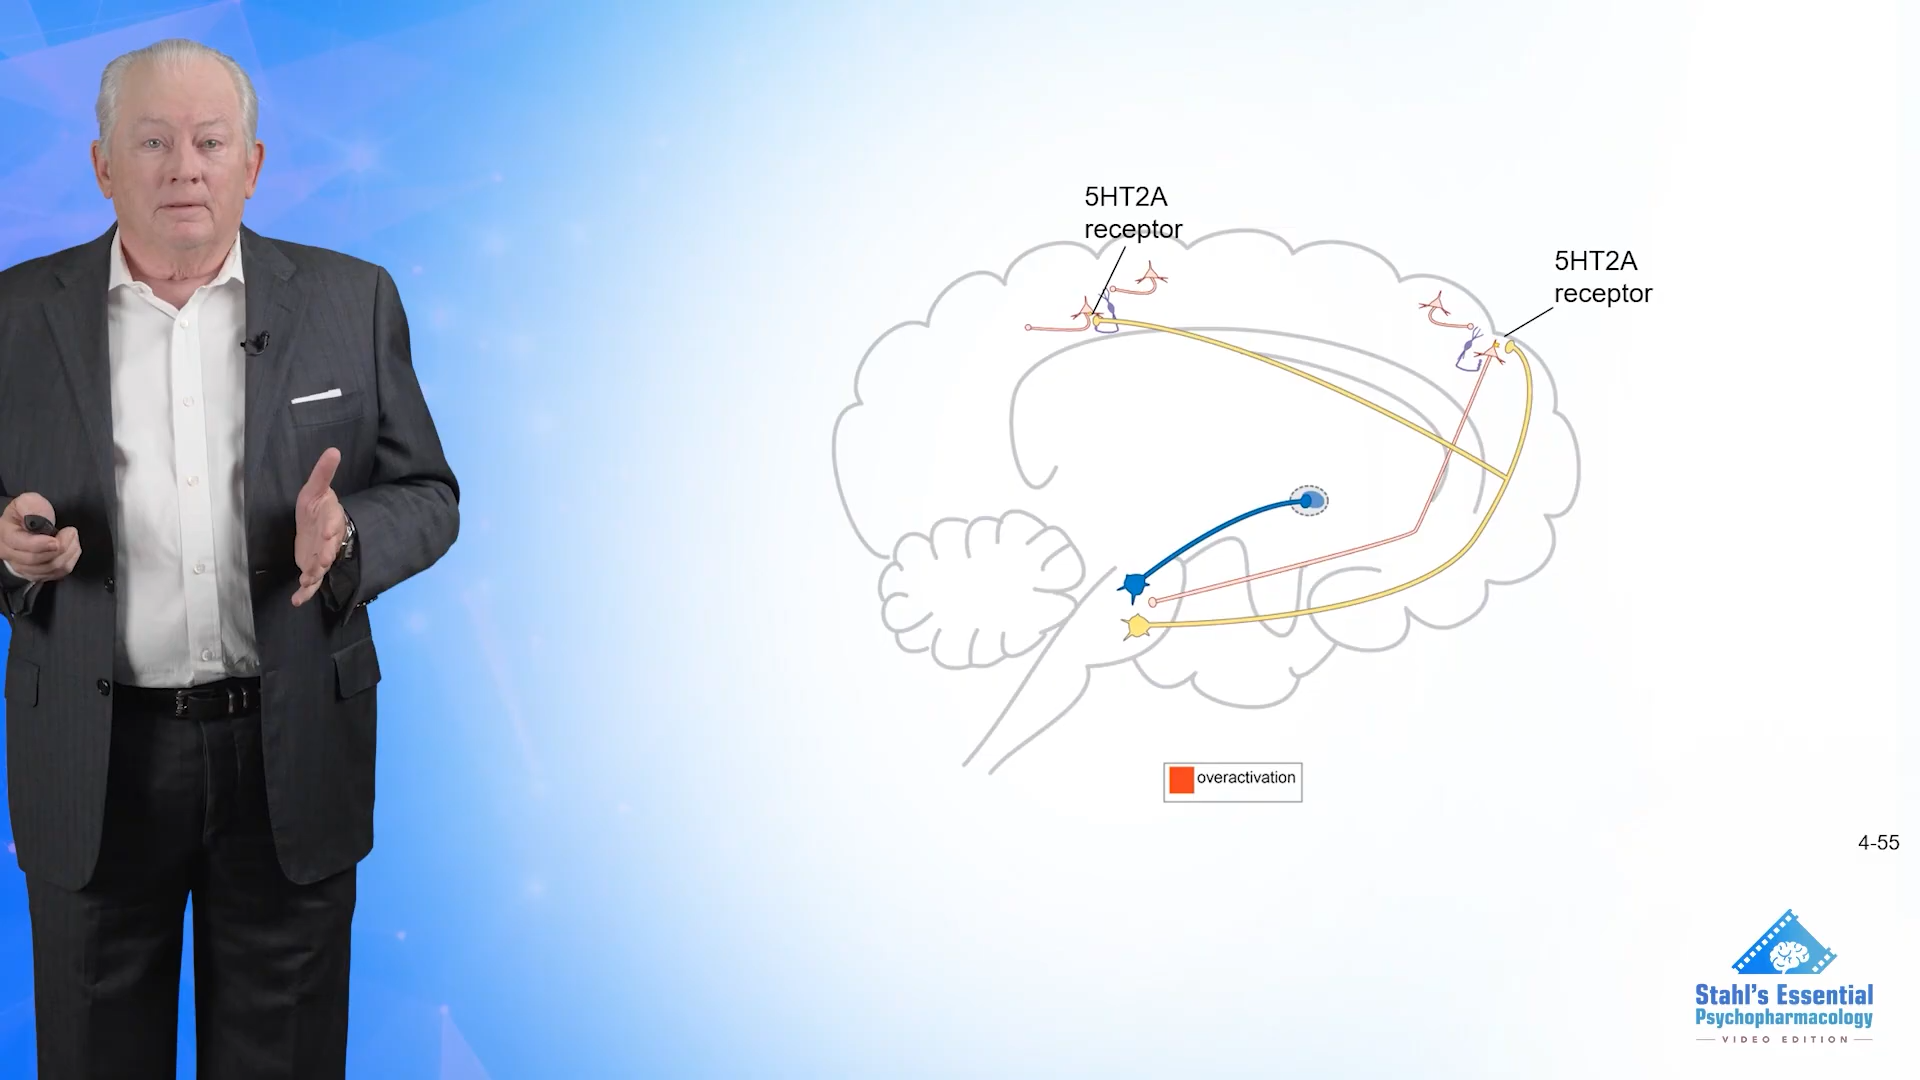 5HT2A
receptor
5HT2A
receptor
overactivation
4-55
Stahl's Essential
Psychopharmacology
VIDEO EDITION